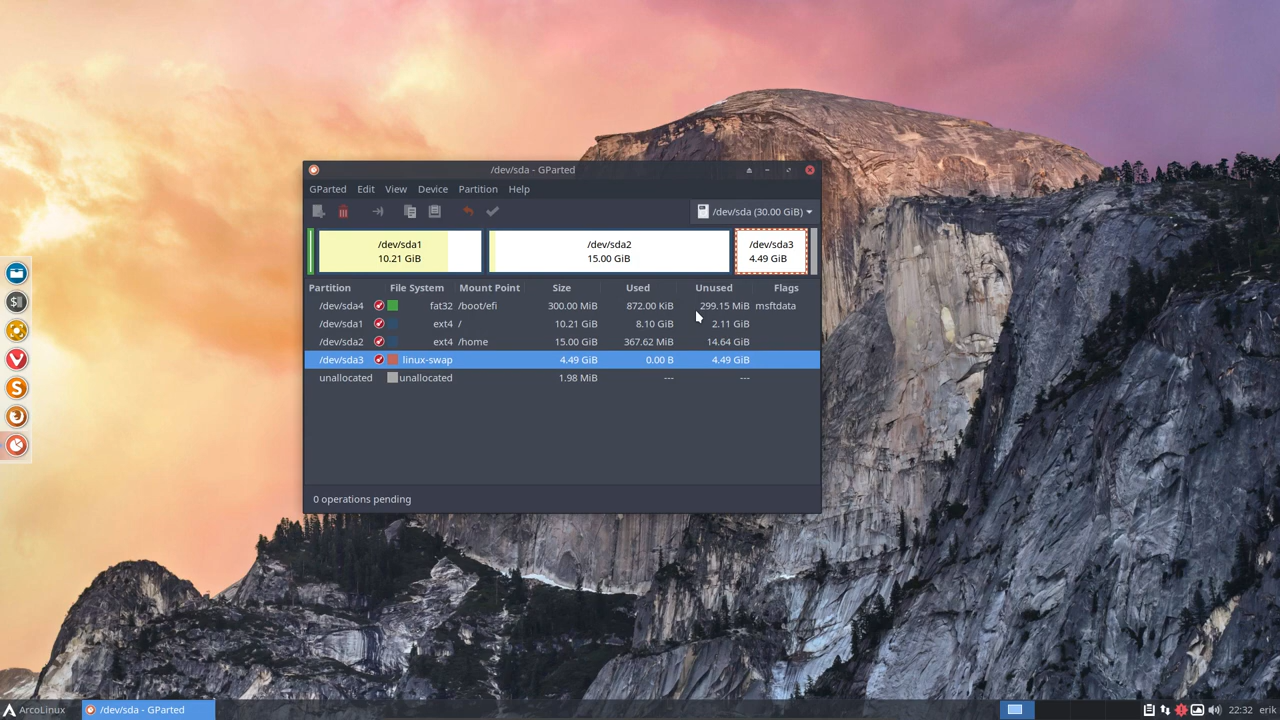 /dev/sda - GParted
GParted Edit View Device Partition Help
/dev/sda (30.00 GiB)
/dev/sda1 /dev/sda2 /dev/sda3
10.21 GiB 15.00 GiB 4.49 GiB
Partition File System Mount Point Size Used Unused Flags
/dev/sda4 fat32 /boot/efi 300.00 MiB 872.00 KiB 299.15 MiB msftdata
/dev/sda1 ext4 / 10.21 GiB 8.10 GiB 2.11 GiB
/dev/sda2 ext4 /home 15.00 GiB 367.62 MiB 14.64 GiB
/dev/sda3 linux-swap 4.49 GiB 0.00 B 4.49 GiB
unallocated unallocated 1.98 MiB --- ---
0 operations pending
ArcoLinux /dev/sda - GParted 22:32 erik